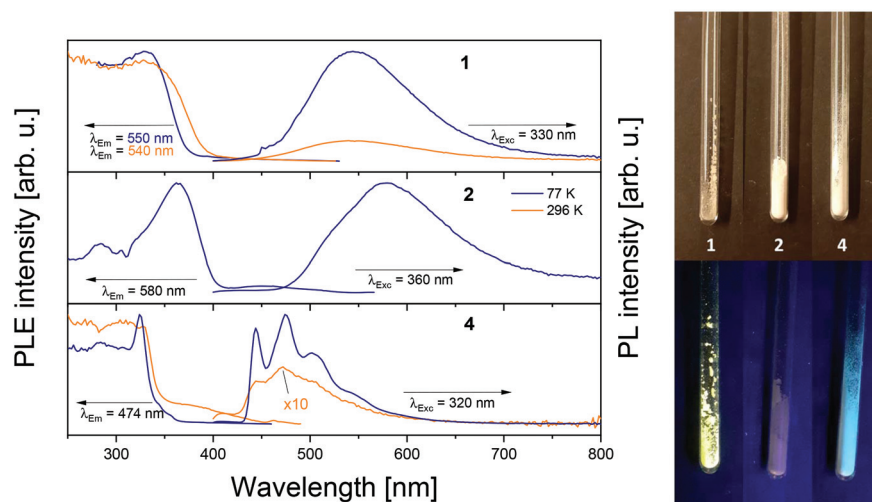 PLE intensity [arb. u.]
1
λEm = 550 nm
λEm = 540 nm
λExc = 330 nm
2
77 K
296 K
λEm = 580 nm
λExc = 360 nm
4
x10
λEm = 474 nm
λExc = 320 nm
300 400 500 600 700 800
Wavelength [nm]
PL intensity [arb. u.]
1 2 4